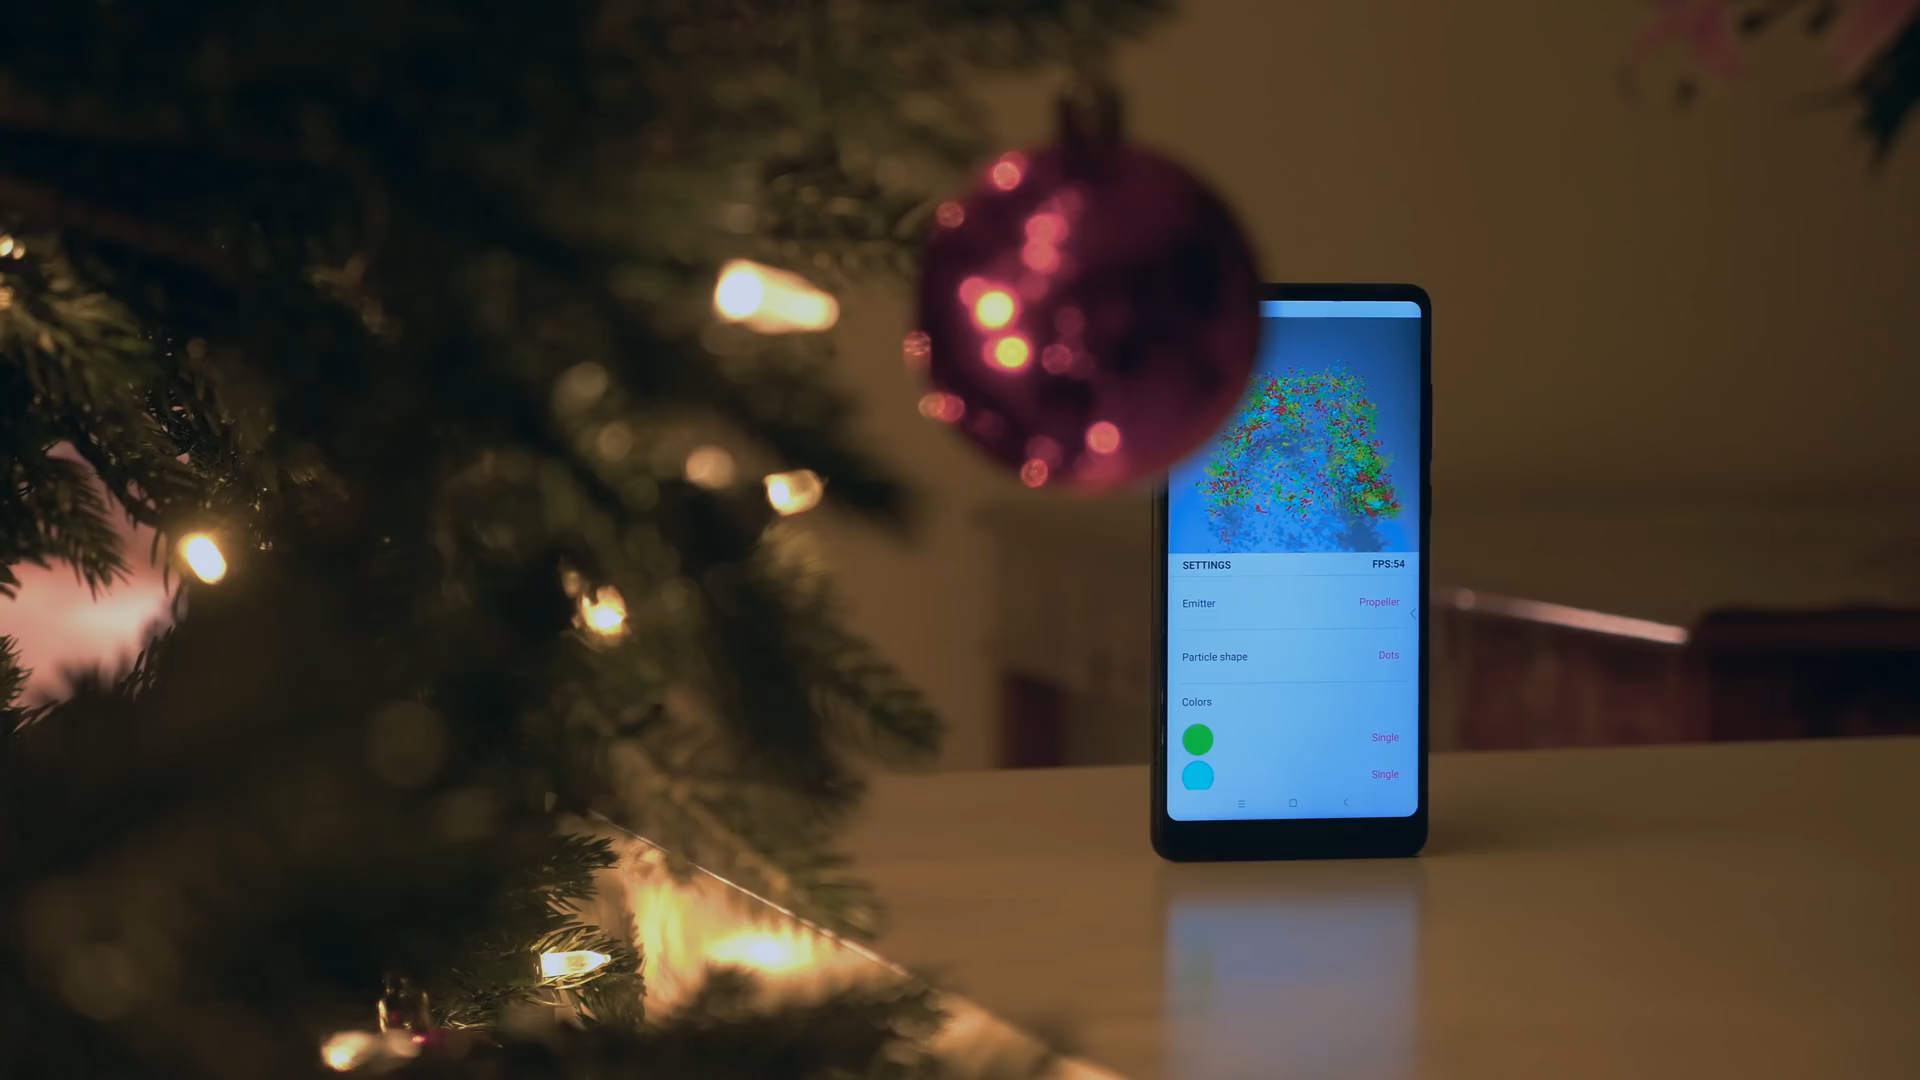 SETTINGS FPS:54
Emitter Propeller
Particle shape Dots
Colors
Single
Single